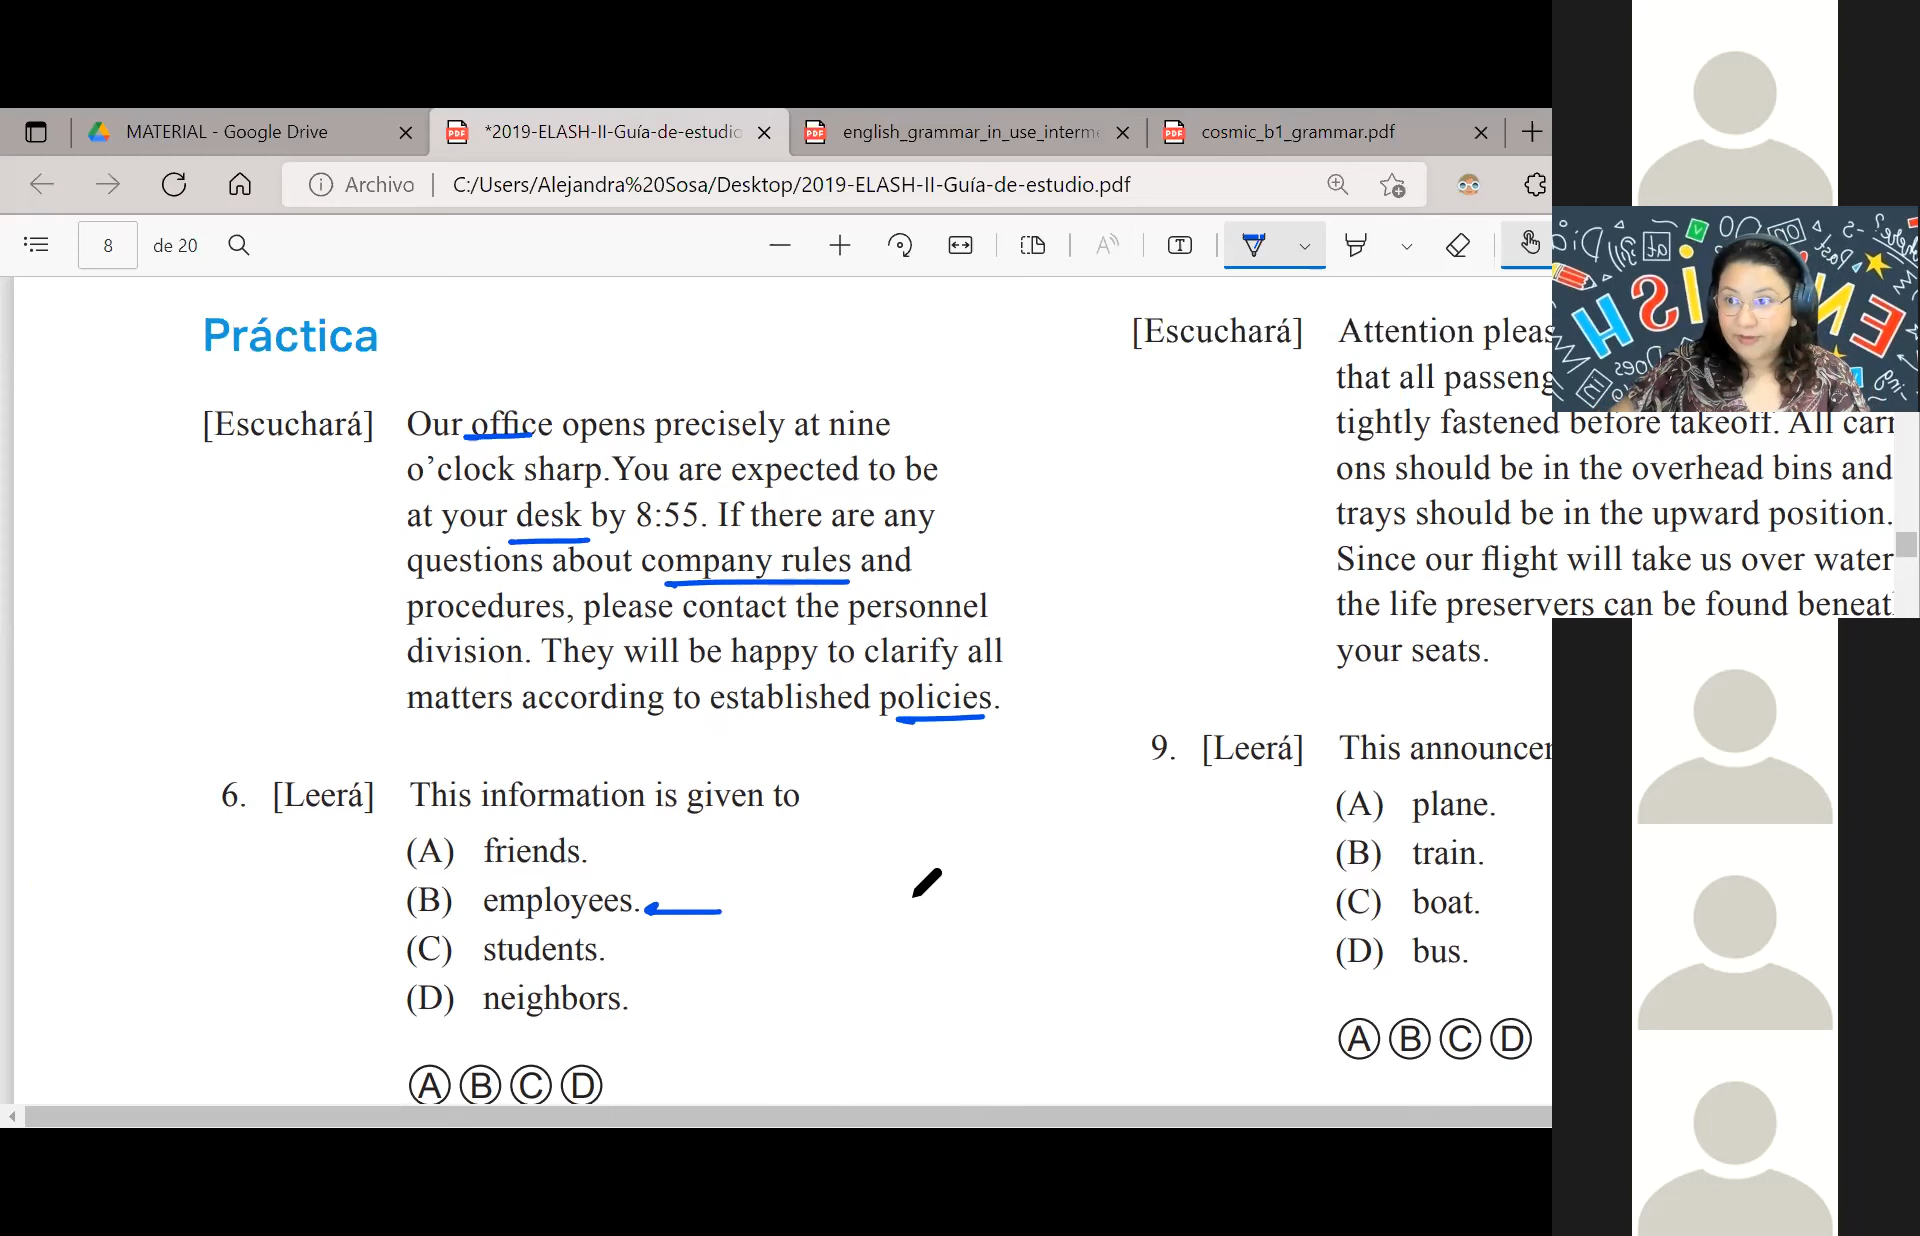 MATERIAL - Google Drive
*2019-ELASH-II-Guía-de-estudio
english_grammar_in_use_interme
cosmic_b1_grammar.pdf
Archivo
C:/Users/Alejandra%20Sosa/Desktop/2019-ELASH-II-Guía-de-estudio.pdf
8 de 20
Práctica
[Escuchará] Our office opens precisely at nine
o’clock sharp.You are expected to be
at your desk by 8:55. If there are any
questions about company rules and
procedures, please contact the personnel
division. They will be happy to clarify all
matters according to established policies.
6. [Leerá] This information is given to
(A) friends.
(B) employees.
(C) students.
(D) neighbors.
A B C D
[Escuchará] Attention pleas
that all passeng
tightly fastened before takeoff. All carr
ons should be in the overhead bins and
trays should be in the upward position.
Since our flight will take us over water
the life preservers can be found beneat
your seats.
9. [Leerá] This announcem
(A) plane.
(B) train.
(C) boat.
(D) bus.
A B C D
ENGLISH